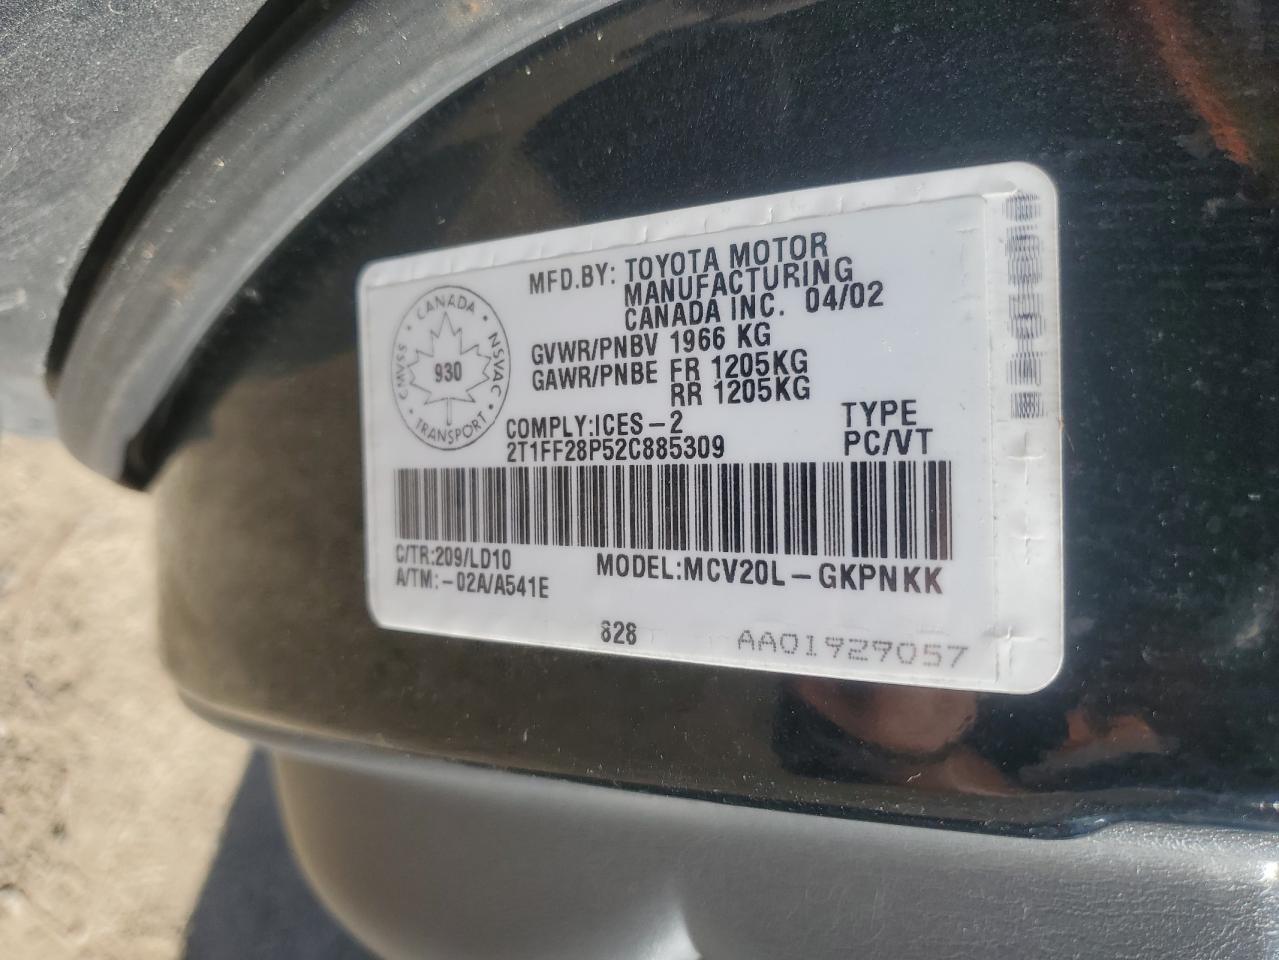 MFD.BY: TOYOTA MOTOR
MANUFACTURING
CANADA INC. 04/02
GVWR/PNBV 1966 KG
GAWR/PNBE FR 1205KG
RR 1205KG
CANADA · NSVAC · TRANSPORT · CMVSS
930
COMPLY:ICES-2
2T1FF28P52C885309
TYPE
PC/VT
C/TR:209/LD10
A/TM:-02A/A541E
MODEL:MCV20L-GKPNKK
828
AA01929057